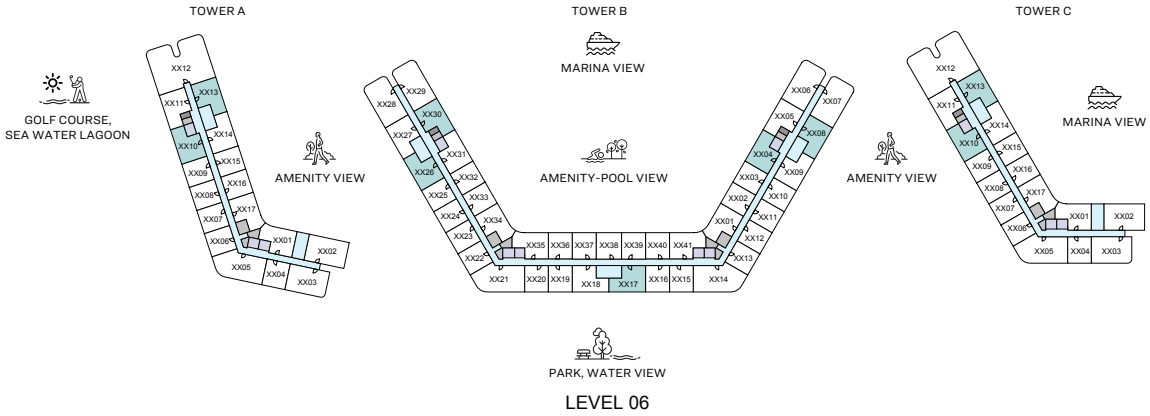 TOWER A
TOWER B
TOWER C
MARINA VIEW
GOLF COURSE,
SEA WATER LAGOON
AMENITY VIEW
AMENITY-POOL VIEW
AMENITY VIEW
MARINA VIEW
PARK, WATER VIEW
LEVEL 06
XX12
XX13
XX11
XX14
XX10
XX15
XX09
XX16
XX08
XX17
XX07
XX06
XX01
XX02
XX05
XX04
XX03
XX29
XX28
XX30
XX27
XX31
XX26
XX32
XX25
XX33
XX24
XX34
XX23
XX22
XX35
XX36
XX37
XX38
XX39
XX40
XX41
XX21
XX20
XX19
XX18
XX17
XX16
XX15
XX14
XX06
XX07
XX05
XX08
XX04
XX09
XX03
XX10
XX02
XX11
XX01
XX12
XX13
XX12
XX13
XX11
XX14
XX10
XX15
XX09
XX16
XX08
XX17
XX07
XX06
XX01
XX02
XX05
XX04
XX03